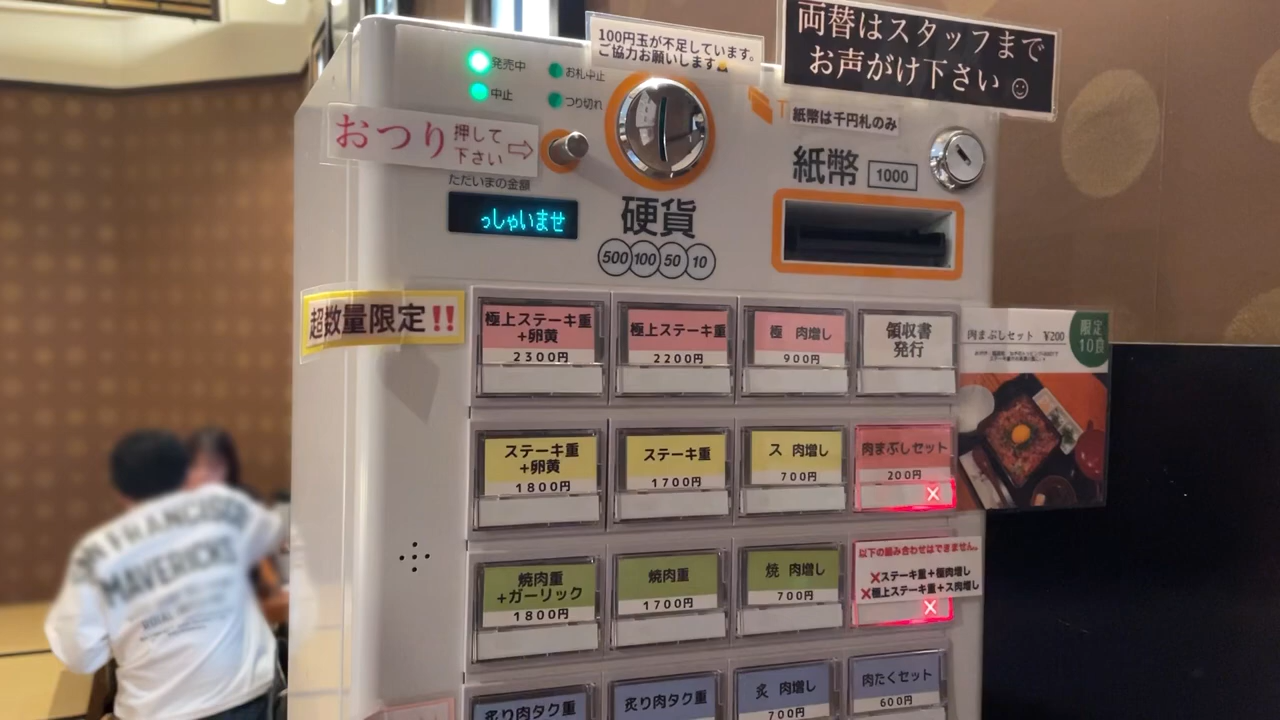 100円玉が不足しています。
ご協力お願いします
両替はスタッフまで
お声がけ下さい
発売中
お札中止
中止
つり切れ
紙幣は千円札のみ
おつり 押して下さい⇨
紙幣 1000
ただいまの金額
っしゃいませ
硬貨
500 100 50 10
超数量限定‼
極上ステーキ重
+卵黄
2300円
極上ステーキ重
2200円
極 肉増し
900円
領収書
発行
肉まぶしセット ¥200
限定
10食
ステーキ重
+卵黄
1800円
ステーキ重
1700円
ス 肉増し
700円
肉まぶしセット
200円
×
焼肉重
+ガーリック
1800円
焼肉重
1700円
焼 肉増し
700円
以下の組み合わせはできません。
×ステーキ重+極肉増し
×極上ステーキ重+ス肉増し
×
炙り肉タク重
炙り肉タク重
炙 肉増し
700円
肉たくセット
600円
FRANCISCO
MAVERICKS